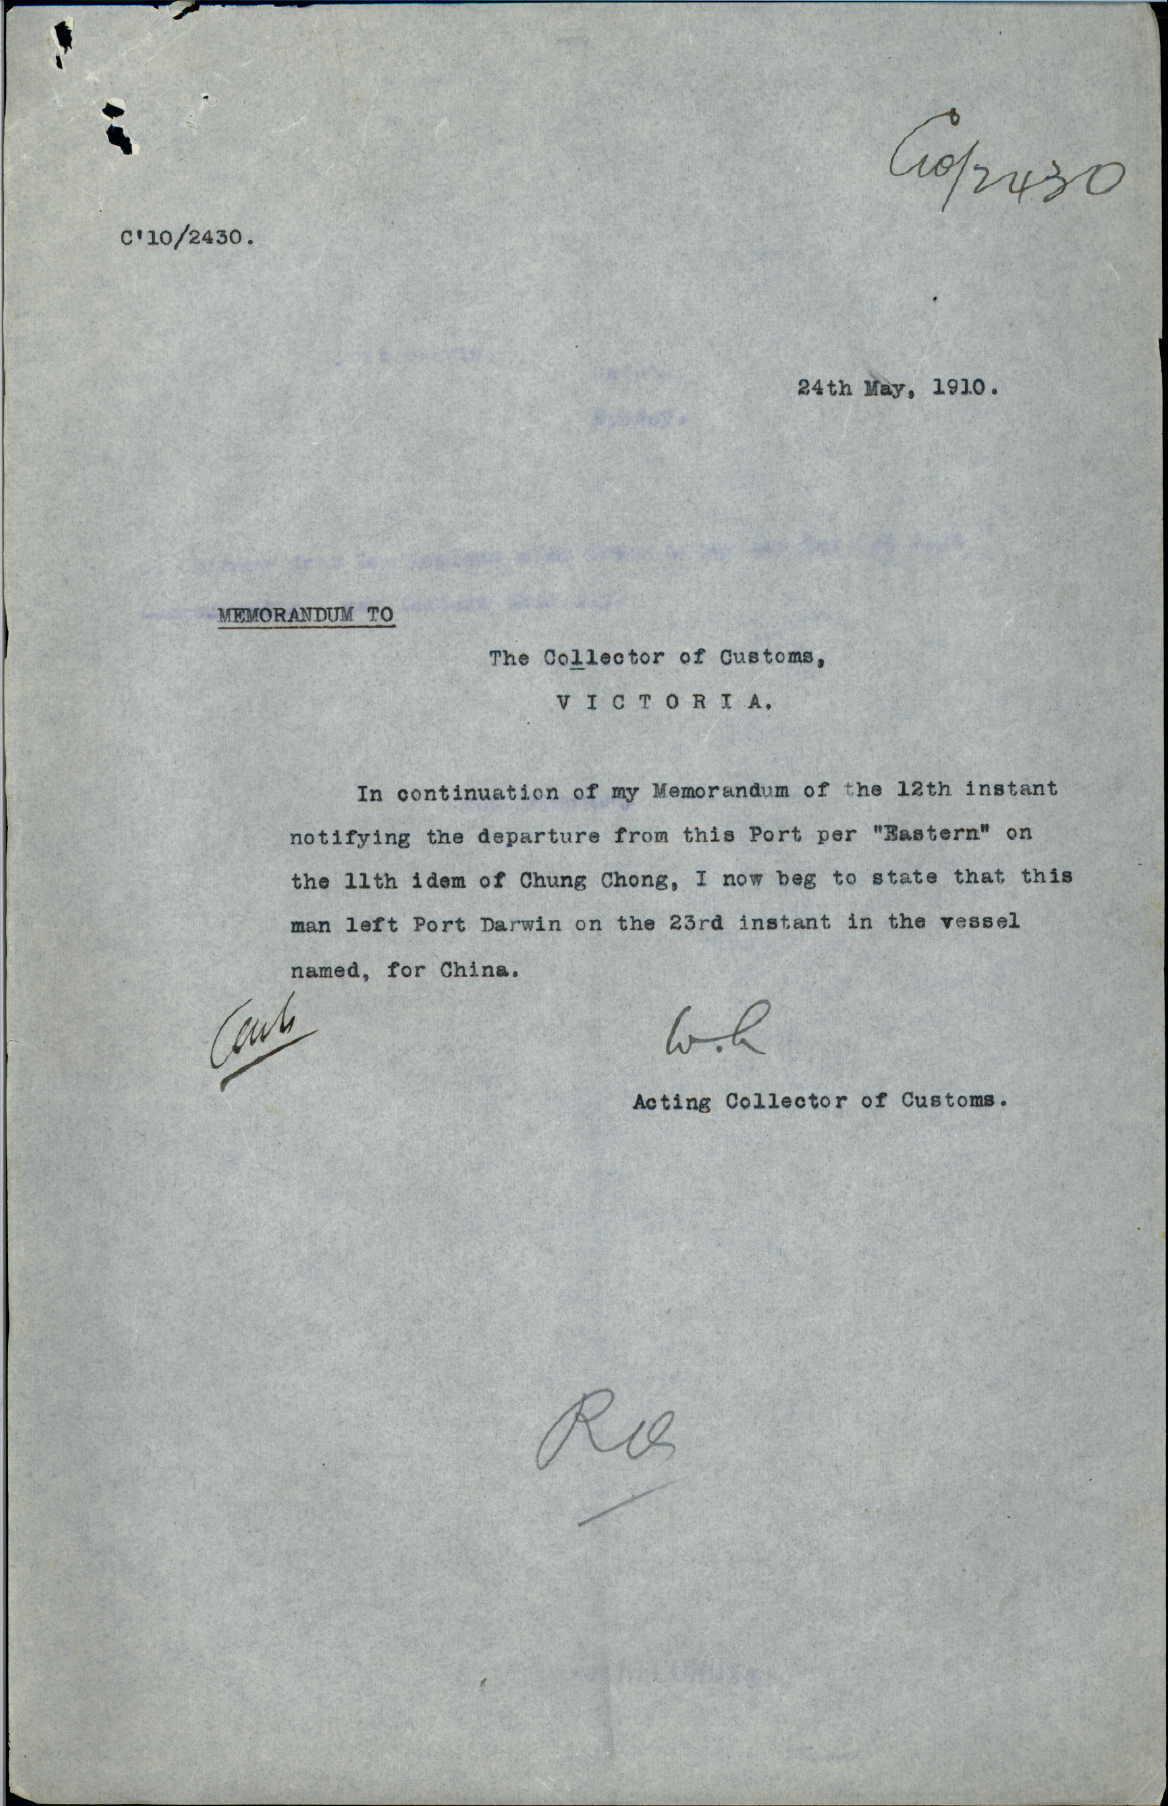 C10/2430
C'10/2430.
24th May, 1910.
MEMORANDUM TO
The Collector of Customs,
V I C T O R I A.
In continuation of my Memorandum of the 12th instant
notifying the departure from this Port per "Eastern" on
the 11th idem of Chung Chong, I now beg to state that this
man left Port Darwin on the 23rd instant in the vessel
named, for China.
Acting Collector of Customs.